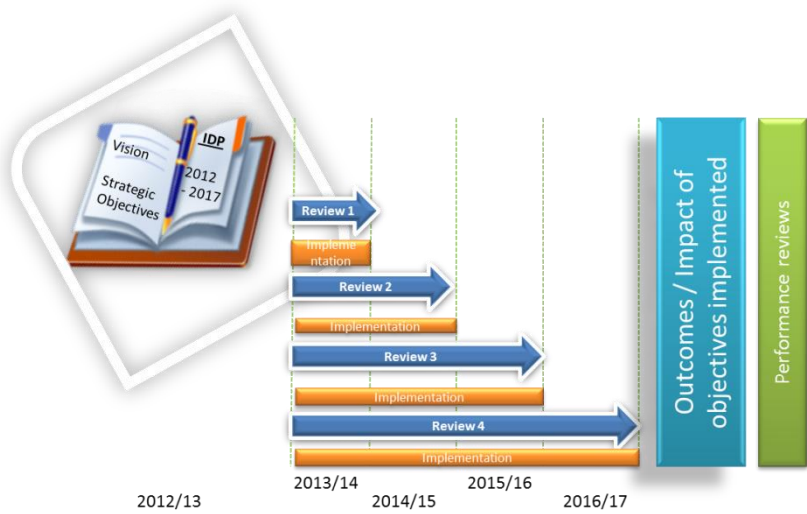 Vision
Strategic
Objectives
IDP
2012
- 2017
Review 1
Impleme
ntation
Review 2
Implementation
Review 3
Implementation
Review 4
Implementation
Outcomes / Impact of
objectives implemented
Performance reviews
2012/13
2013/14
2014/15
2015/16
2016/17